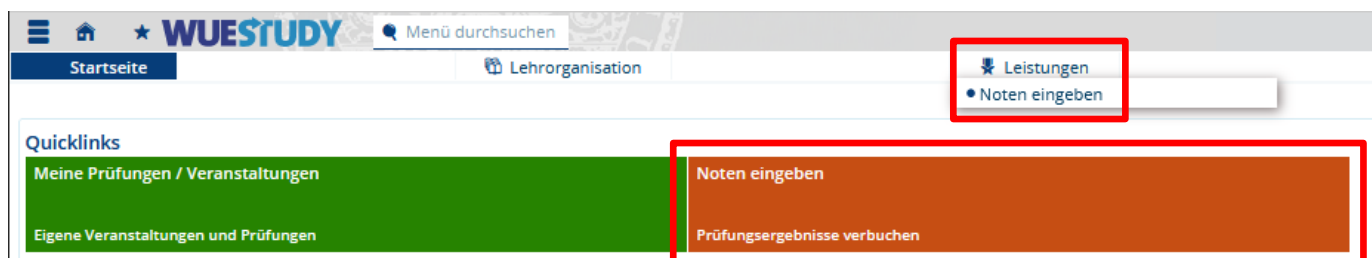 WUESTUDY Menü durchsuchen
Startseite Lehrorganisation Leistungen
Noten eingeben
Quicklinks
Meine Prüfungen / Veranstaltungen Noten eingeben
Eigene Veranstaltungen und Prüfungen Prüfungsergebnisse verbuchen